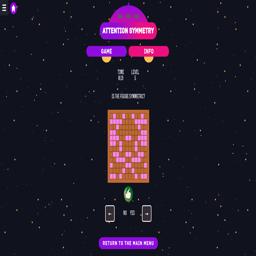 ATTENTION SYMMETRY
GAME INFO
TIME LEVEL
IS THE FIGURE SYMMETRIC?
NO YES
RETURN TO THE MAIN MENU